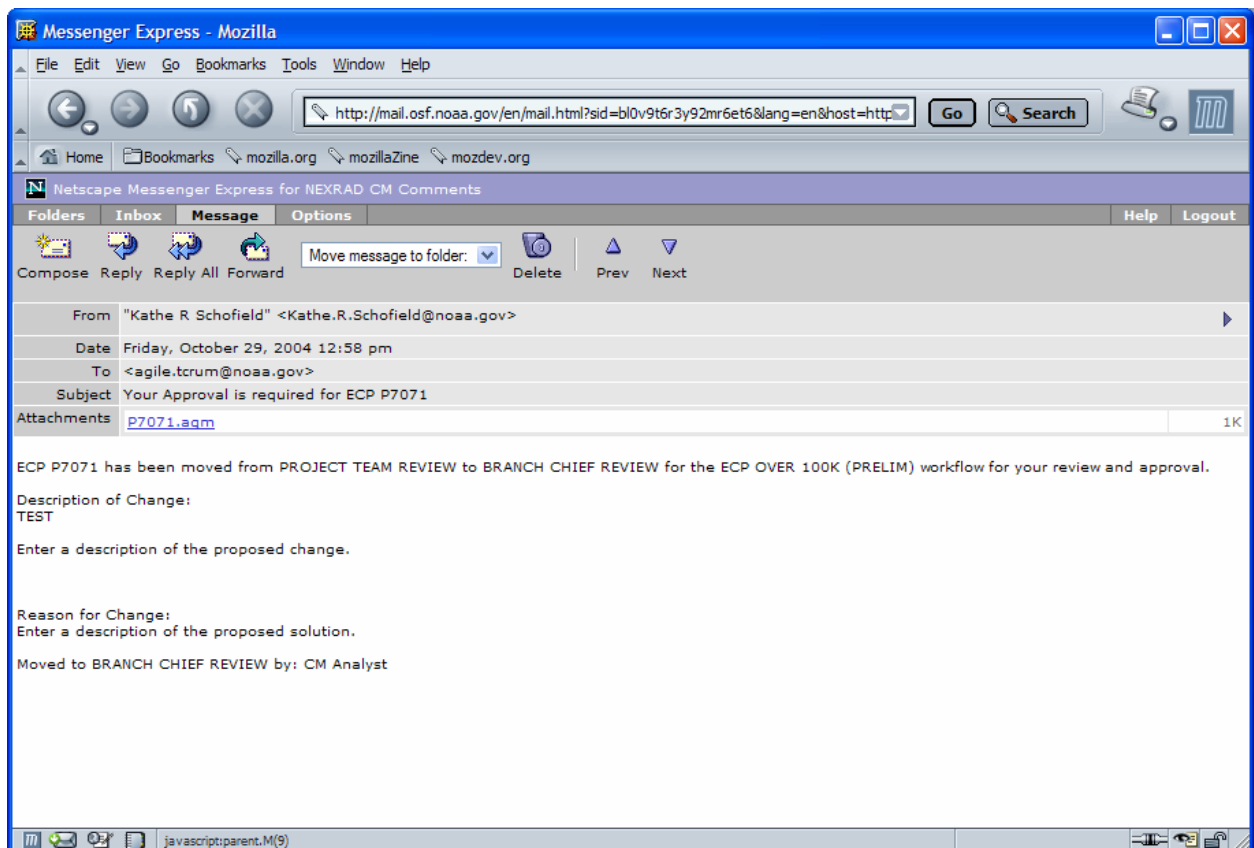 Messenger Express - Mozilla
File Edit View Go Bookmarks Tools Window Help
http://mail.osf.noaa.gov/en/mail.html?sid=bl0v9t6r3y92mr6et6&lang=en&host=http Go Search
Home Bookmarks mozilla.org mozillaZine mozdev.org
N Netscape Messenger Express for NEXRAD CM Comments
Folders Inbox Message Options Help Logout
Compose Reply Reply All Forward Move message to folder: Delete Prev Next
From "Kathe R Schofield" <Kathe.R.Schofield@noaa.gov>
Date Friday, October 29, 2004 12:58 pm
To <agile.tcrum@noaa.gov>
Subject Your Approval is required for ECP P7071
Attachments P7071.aqm 1K
ECP P7071 has been moved from PROJECT TEAM REVIEW to BRANCH CHIEF REVIEW for the ECP OVER 100K (PRELIM) workflow for your review and approval.
Description of Change:
TEST
Enter a description of the proposed change.
Reason for Change:
Enter a description of the proposed solution.
Moved to BRANCH CHIEF REVIEW by: CM Analyst
javascript:parent.M(9)